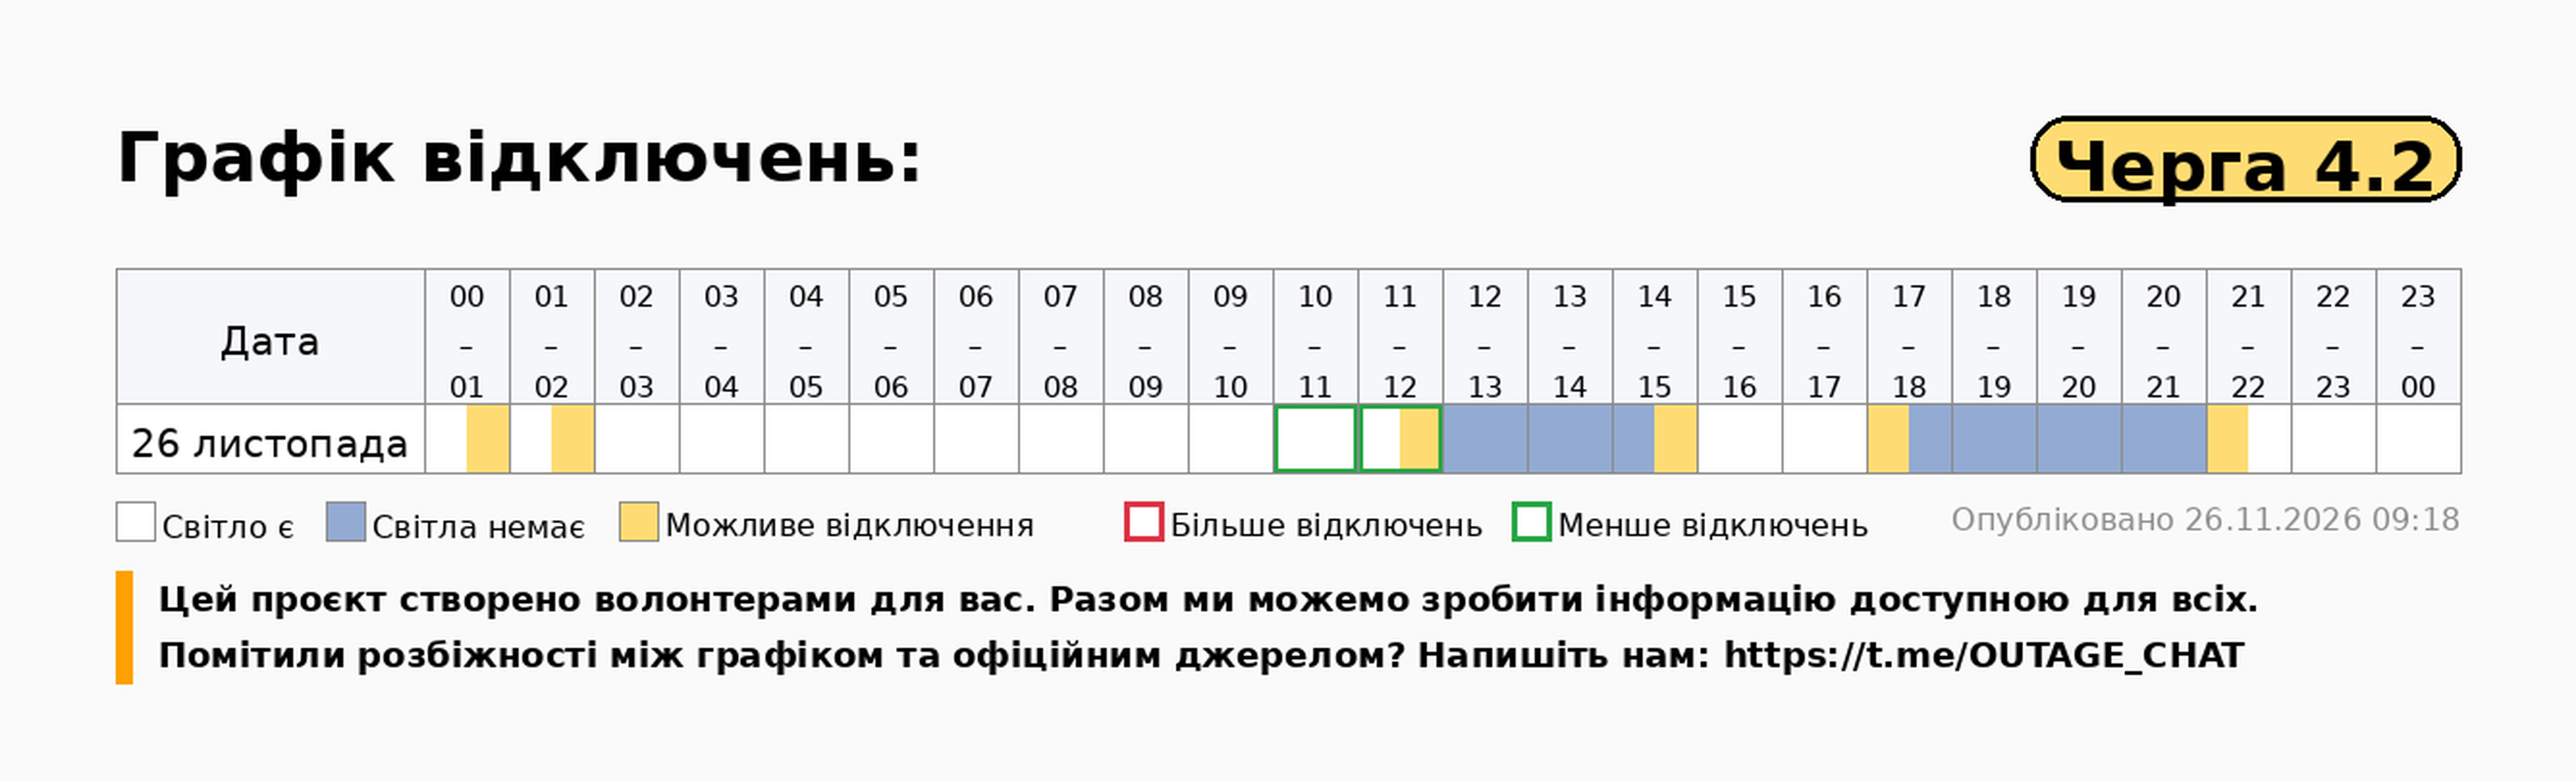 Графік відключень:
Черга 4.2
Дата
00 – 01
01 – 02
02 – 03
03 – 04
04 – 05
05 – 06
06 – 07
07 – 08
08 – 09
09 – 10
10 – 11
11 – 12
12 – 13
13 – 14
14 – 15
15 – 16
16 – 17
17 – 18
18 – 19
19 – 20
20 – 21
21 – 22
22 – 23
23 – 00
26 листопада
Світло є
Світла немає
Можливе відключення
Більше відключень
Менше відключень
Опубліковано 26.11.2026 09:18
Цей проєкт створено волонтерами для вас. Разом ми можемо зробити інформацію доступною для всіх.
Помітили розбіжності між графіком та офіційним джерелом? Напишіть нам: https://t.me/OUTAGE_CHAT